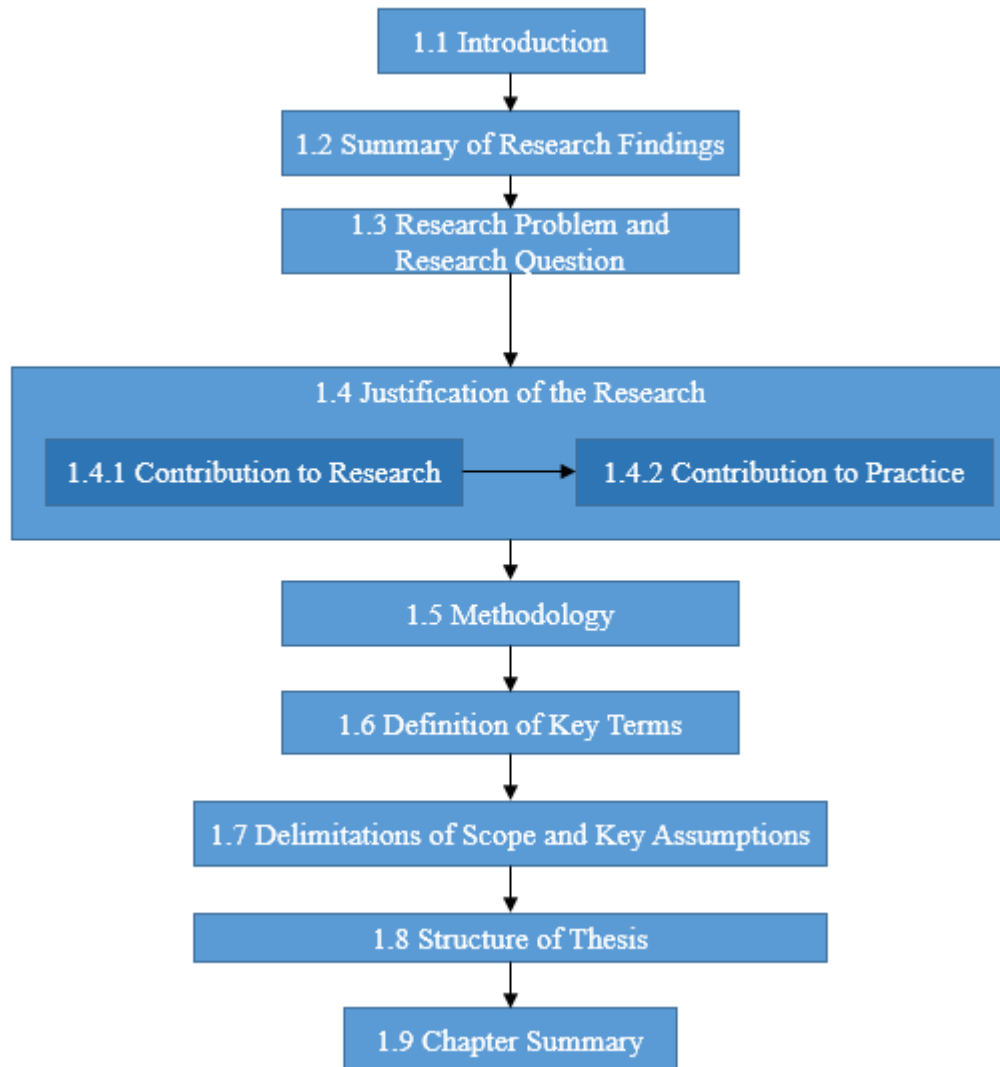 1.1 Introduction
1.2 Summary of Research Findings
1.3 Research Problem and
Research Question
1.4 Justification of the Research
1.4.1 Contribution to Research
1.4.2 Contribution to Practice
1.5 Methodology
1.6 Definition of Key Terms
1.7 Delimitations of Scope and Key Assumptions
1.8 Structure of Thesis
1.9 Chapter Summary